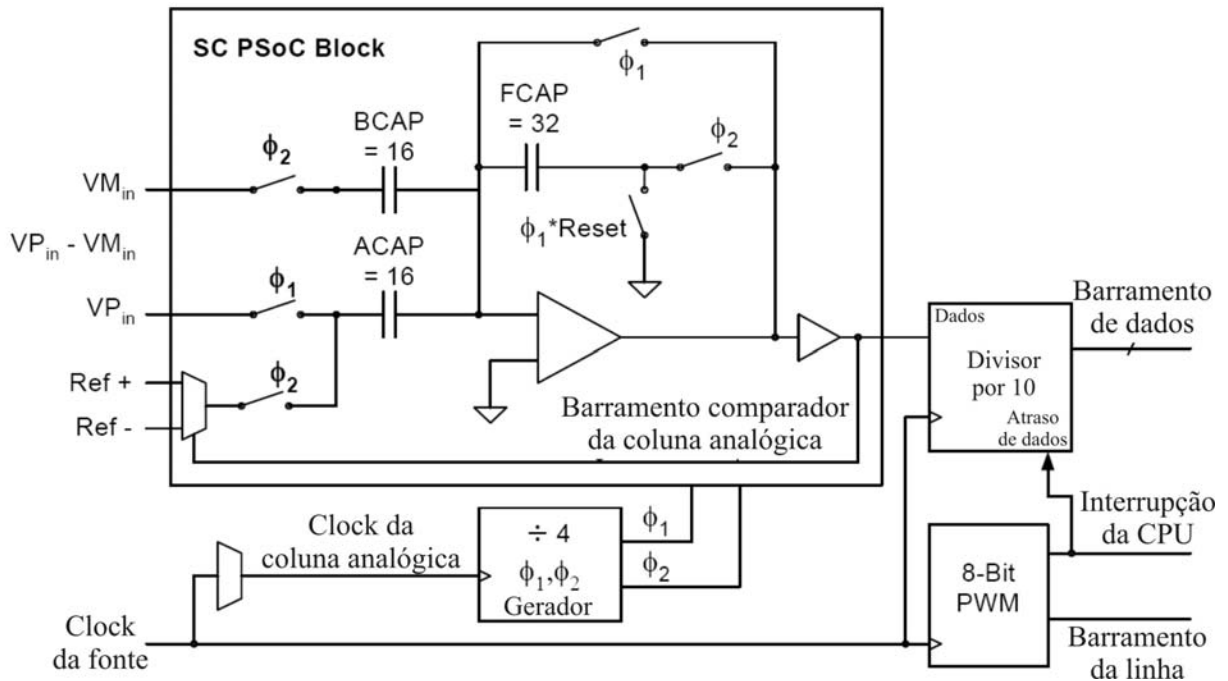 SC PSoC Block
ϕ1
FCAP
= 32
BCAP
= 16
ϕ2
ϕ2
VMin
ϕ1*Reset
VPin - VMin
ACAP
= 16
ϕ1
VPin
Ref +
ϕ2
Ref -
Barramento comparador
da coluna analógica
Dados
Divisor
por 10
Atraso
de dados
Barramento
de dados
Clock da
coluna analógica
÷ 4
ϕ1,ϕ2
Gerador
ϕ1
ϕ2
Interrupção
da CPU
8-Bit
PWM
Clock
da fonte
Barramento
da linha